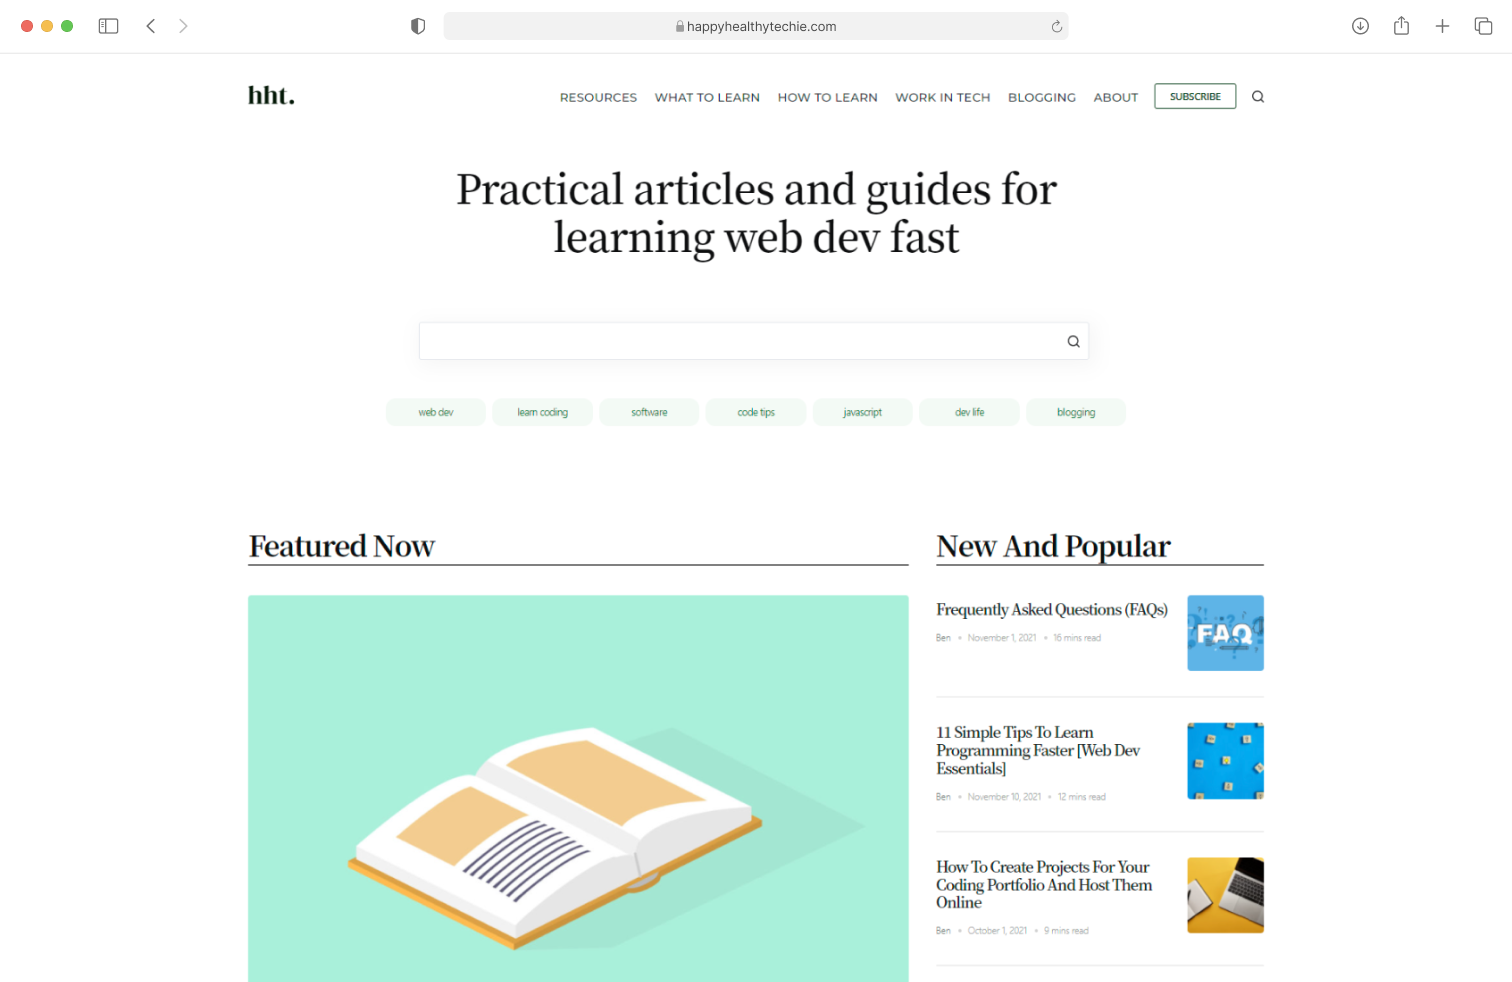 happyhealthytechie.com
hht.
RESOURCES WHAT TO LEARN HOW TO LEARN WORK IN TECH BLOGGING ABOUT SUBSCRIBE
Practical articles and guides for
learning web dev fast
web dev learn coding software code tips javascript dev life blogging
Featured Now
New And Popular
Frequently Asked Questions (FAQs)
Ben • November 1, 2021 • 16 mins read
FAQ
11 Simple Tips To Learn
Programming Faster [Web Dev
Essentials]
Ben • November 10, 2021 • 12 mins read
How To Create Projects For Your
Coding Portfolio And Host Them
Online
Ben • October 1, 2021 • 9 mins read